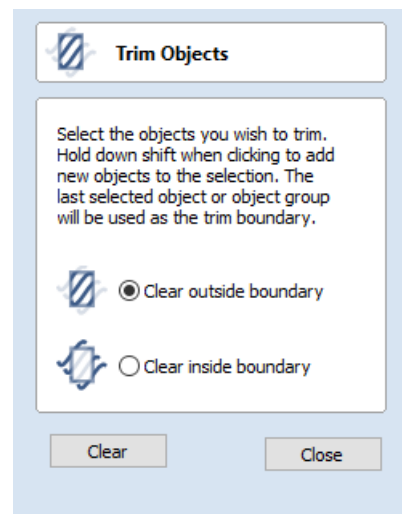 Trim Objects
Select the objects you wish to trim.
Hold down shift when clicking to add
new objects to the selection. The
last selected object or object group
will be used as the trim boundary.
Clear outside boundary
Clear inside boundary
Clear
Close